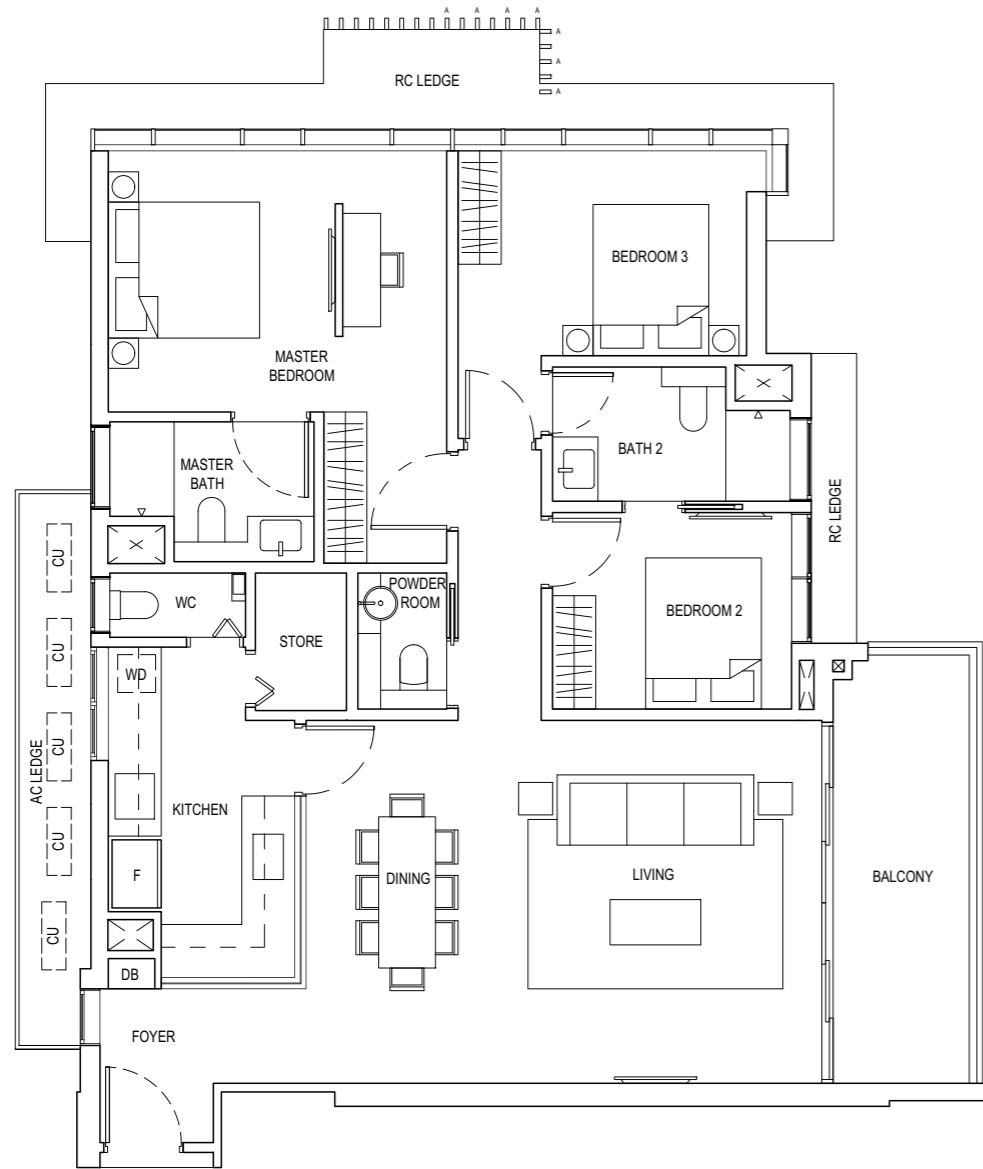 A A A A
A
A
A
RC LEDGE
BEDROOM 3
MASTER
BEDROOM
X
MASTER
BATH
BATH 2
RC LEDGE
X
CU
WC
POWDER
ROOM
BEDROOM 2
STORE
CU
WD
CU
AC LEDGE
KITCHEN
CU
F
DINING
LIVING
BALCONY
CU
DB
FOYER